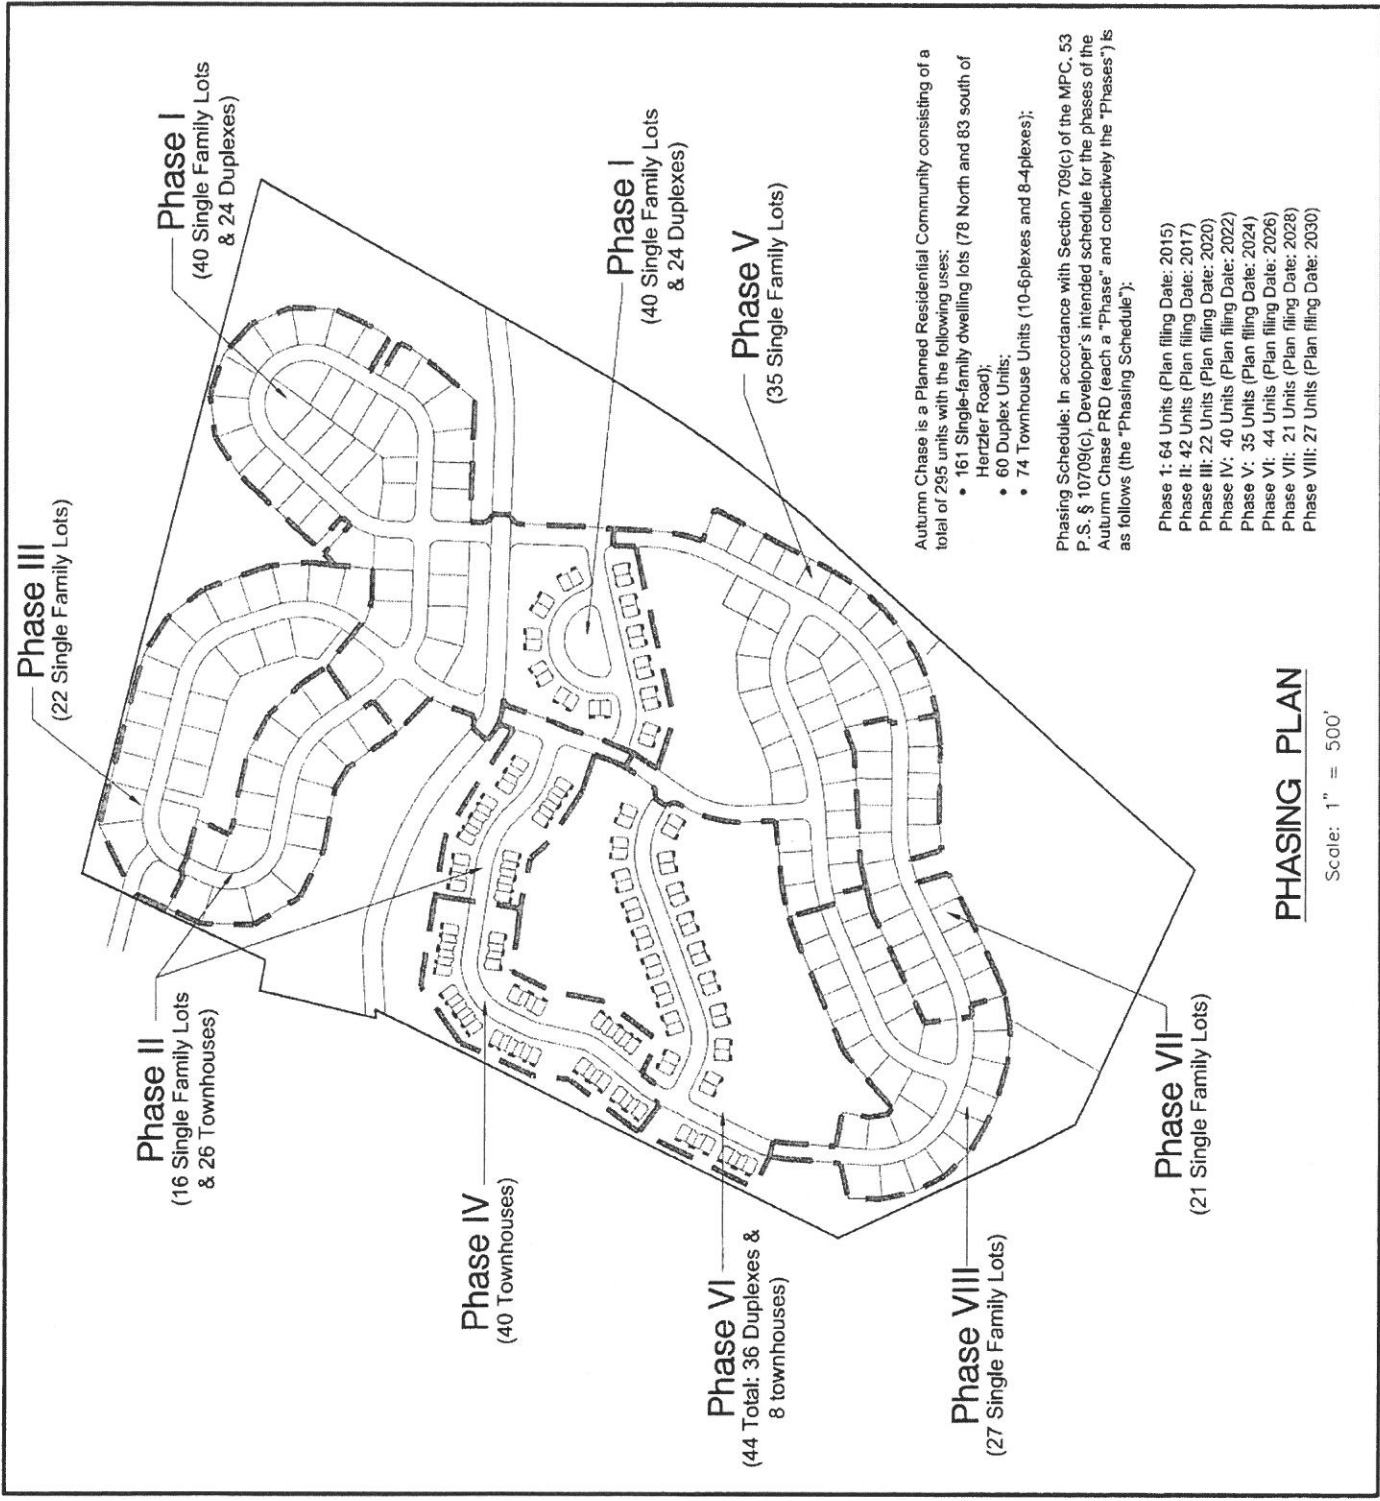 Phase III
(22 Single Family Lots)
Phase I
(40 Single Family Lots
& 24 Duplexes)
Phase II
(16 Single Family Lots
& 26 Townhouses)
Phase I
(40 Single Family Lots
& 24 Duplexes)
Phase IV
(40 Townhouses)
Phase V
(35 Single Family Lots)
Phase VI
(44 Total: 36 Duplexes &
8 townhouses)
Phase VIII
(27 Single Family Lots)
Phase VII
(21 Single Family Lots)
Autumn Chase is a Planned Residential Community consisting of a
total of 295 units with the following uses:
• 161 Single-family dwelling lots (78 North and 83 south of
Hertzler Road);
• 60 Duplex Units;
• 74 Townhouse Units (10-6plexes and 8-4plexes);
Phasing Schedule: In accordance with Section 709(c) of the MPC, 53
P.S. § 10709(c), Developer's intended schedule for the phases of the
Autumn Chase PRD (each a "Phase" and collectively the "Phases") is
as follows (the "Phasing Schedule"):
Phase 1: 64 Units (Plan filing Date: 2015)
Phase II: 42 Units (Plan filing Date: 2017)
Phase III: 22 Units (Plan filing Date: 2020)
Phase IV: 40 Units (Plan filing Date: 2022)
Phase V: 35 Units (Plan filing Date: 2024)
Phase VI: 44 Units (Plan filing Date: 2026)
Phase VII: 21 Units (Plan filing Date: 2028)
Phase VIII: 27 Units (Plan filing Date: 2030)
PHASING PLAN
Scale: 1" = 500'